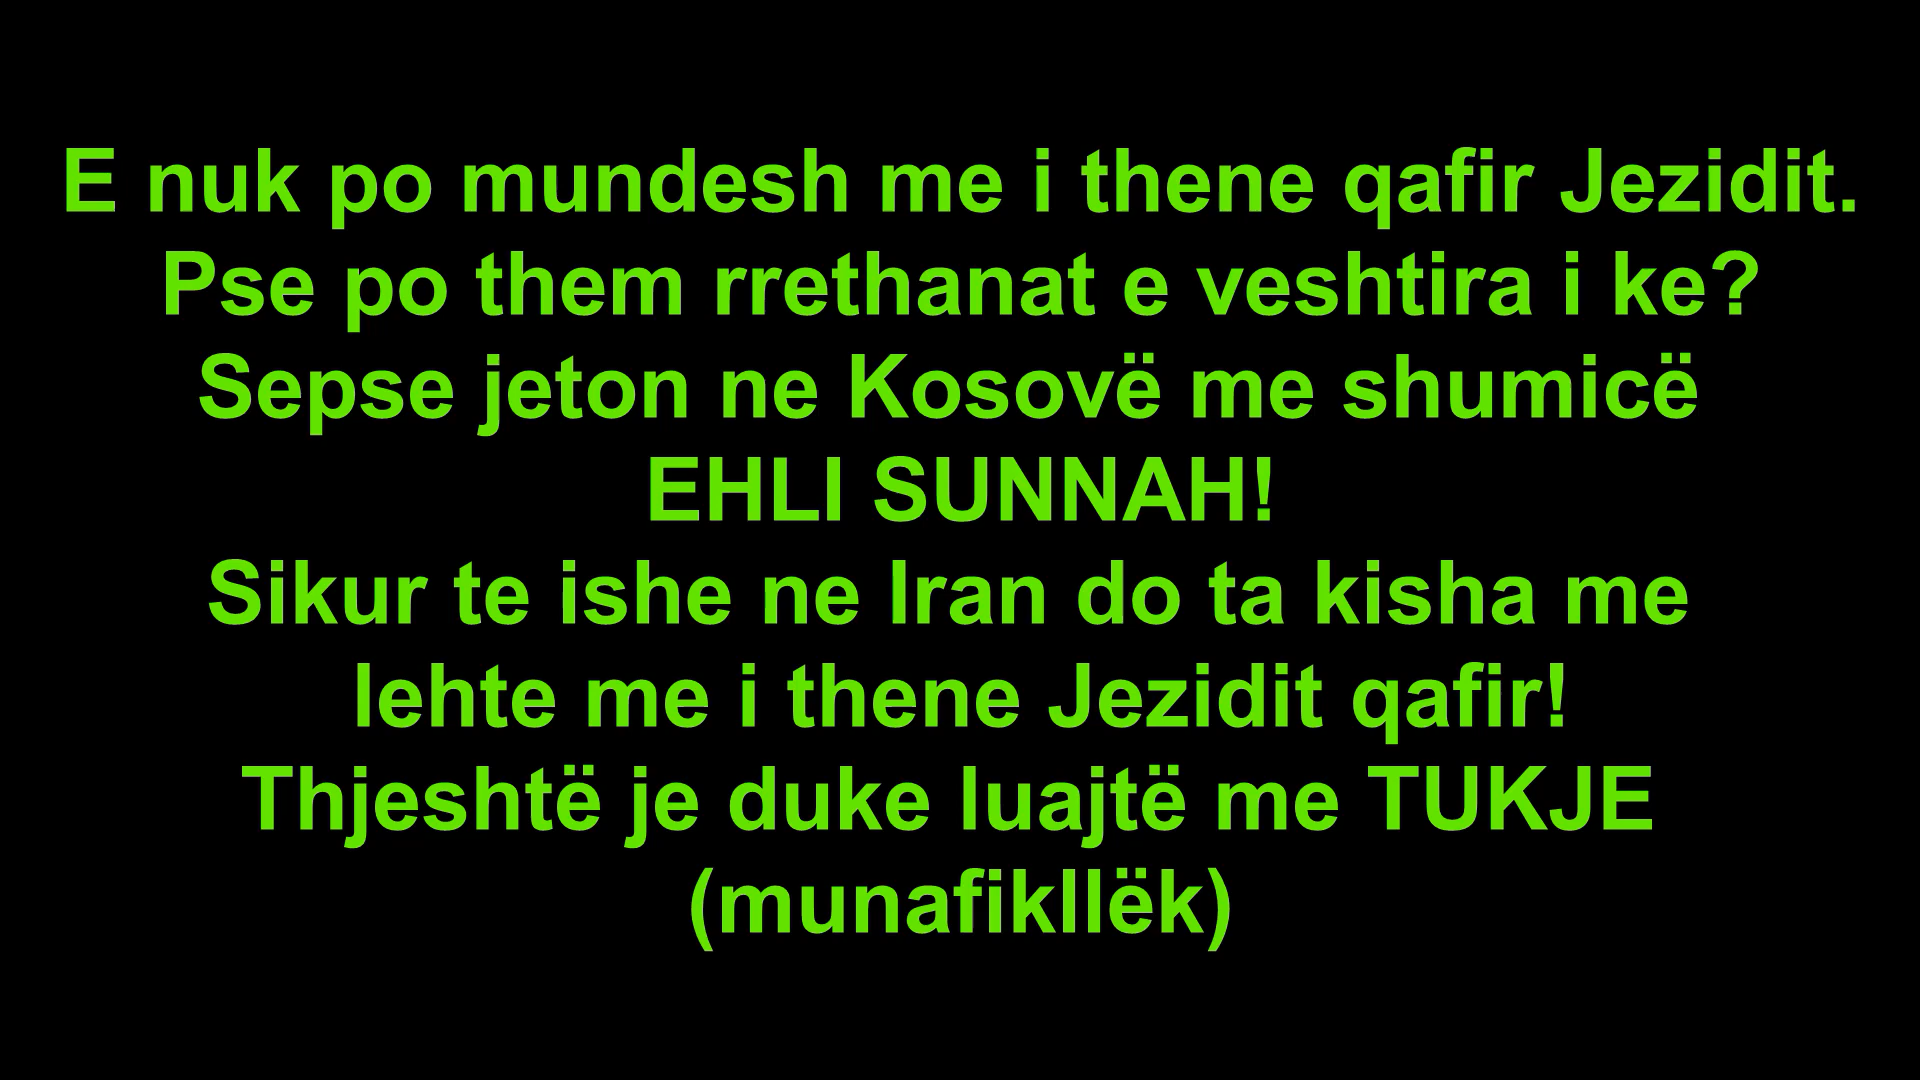 E nuk po mundesh me i thene qafir Jezidit.
Pse po them rrethanat e veshtira i ke?
Sepse jeton ne Kosovë me shumicë
EHLI SUNNAH!
Sikur te ishe ne Iran do ta kisha me
lehte me i thene Jezidit qafir!
Thjeshtë je duke luajtë me TUKJE
(munafikllëk)